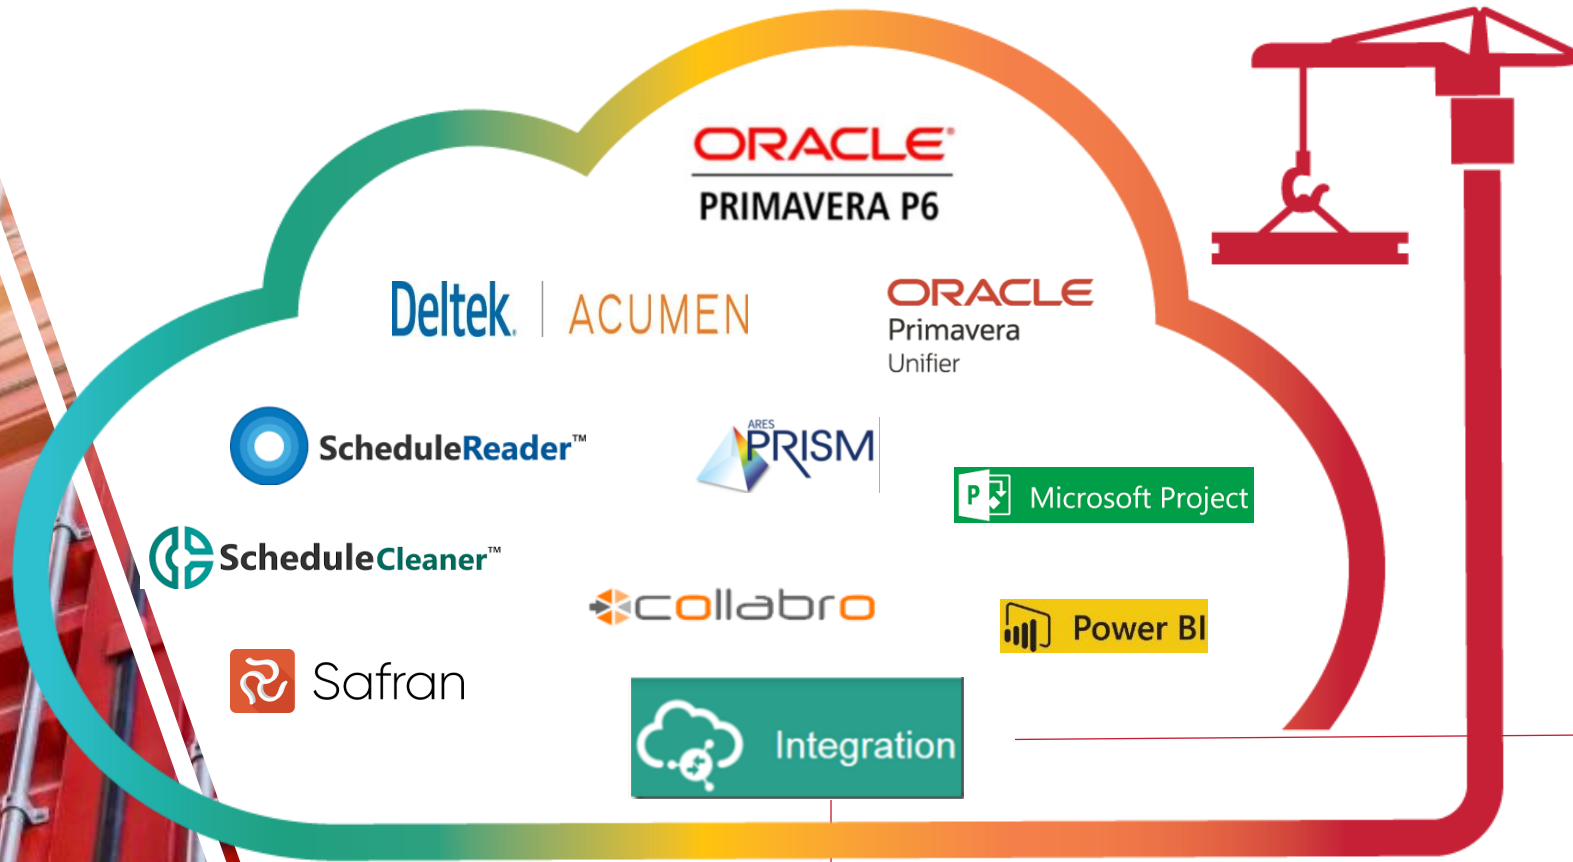 ORACLE®
PRIMAVERA P6
Deltek. | ACUMEN
ORACLE
Primavera
Unifier
ScheduleReader™
ARES
PRISM
P Microsoft Project
ScheduleCleaner™
collabro
Power BI
Safran
Integration